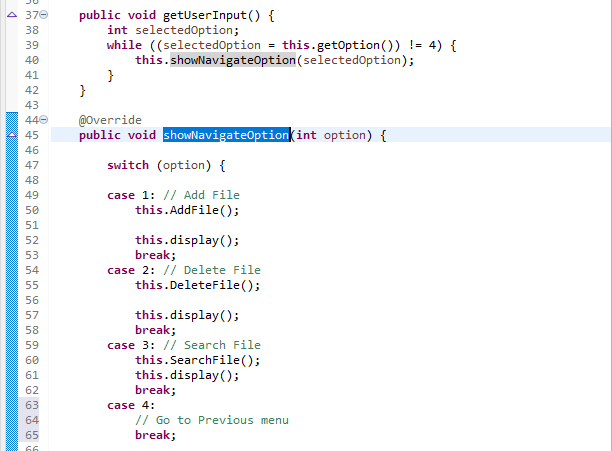 37 public void getUserInput() {
38 int selectedOption;
39 while ((selectedOption = this.getOption()) != 4) {
40 this.showNavigateOption(selectedOption);
41 }
42 }
43
44 @Override
45 public void showNavigateOption(int option) {
46
47 switch (option) {
48
49 case 1: // Add File
50 this.AddFile();
51
52 this.display();
53 break;
54 case 2: // Delete File
55 this.DeleteFile();
56
57 this.display();
58 break;
59 case 3: // Search File
60 this.SearchFile();
61 this.display();
62 break;
63 case 4:
64 // Go to Previous menu
65 break;